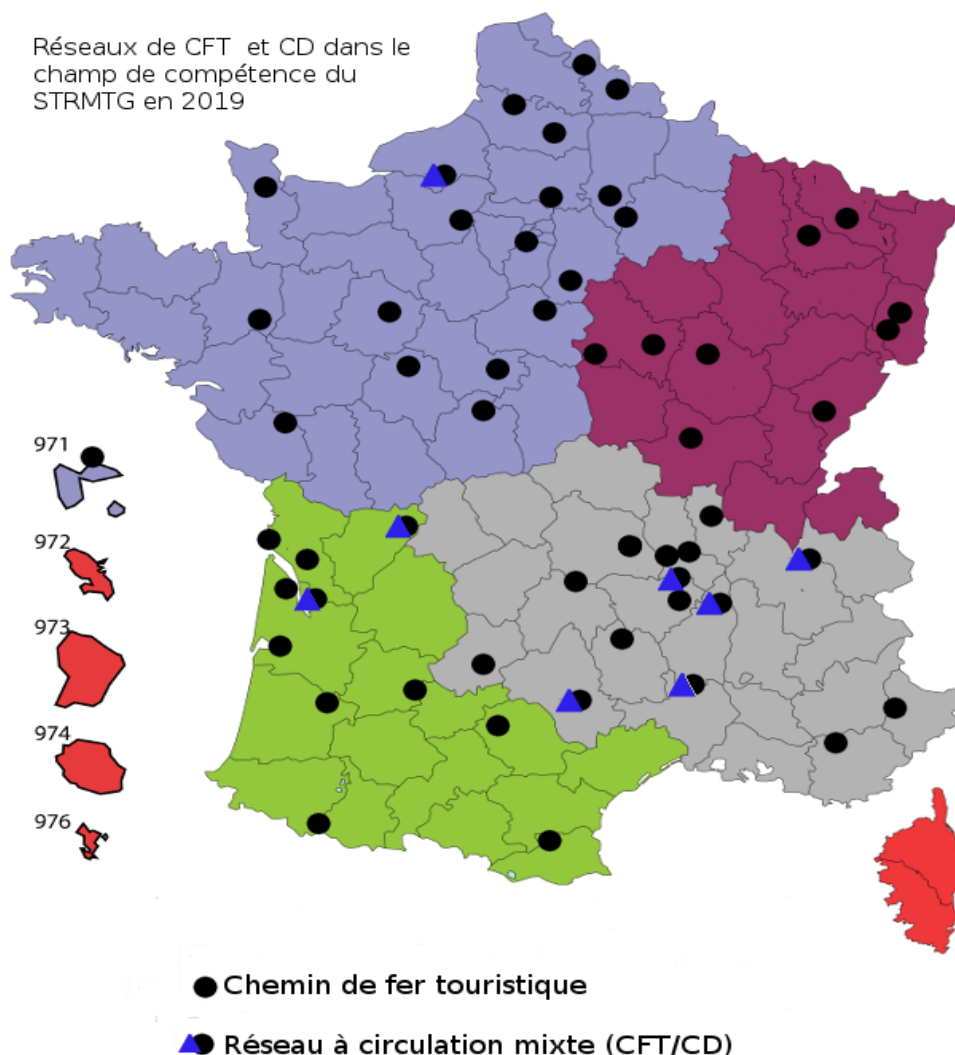 Réseaux de CFT et CD dans le
champ de compétence du
STRMTG en 2019
971
972
973
974
976
Chemin de fer touristique
Réseau à circulation mixte (CFT/CD)